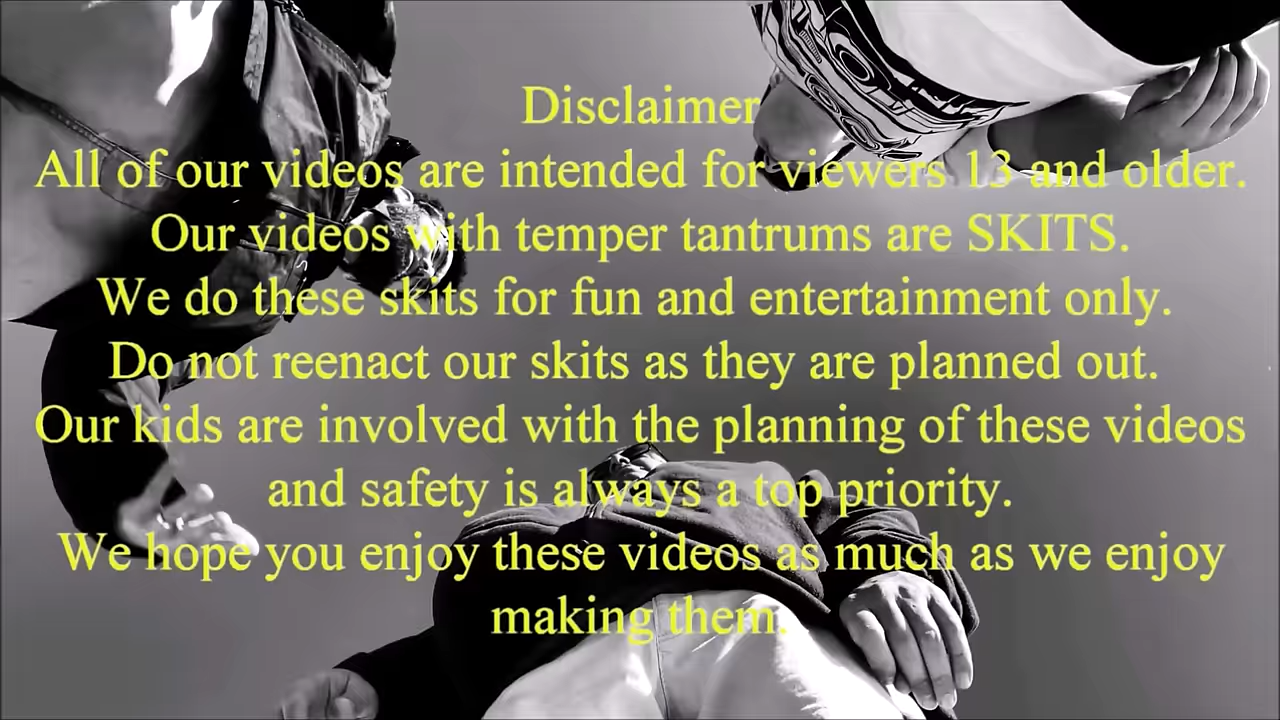 Disclaimer
All of our videos are intended for viewers 13 and older.
Our videos with temper tantrums are SKITS.
We do these skits for fun and entertainment only.
Do not reenact our skits as they are planned out.
Our kids are involved with the planning of these videos
and safety is always a top priority.
We hope you enjoy these videos as much as we enjoy
making them.